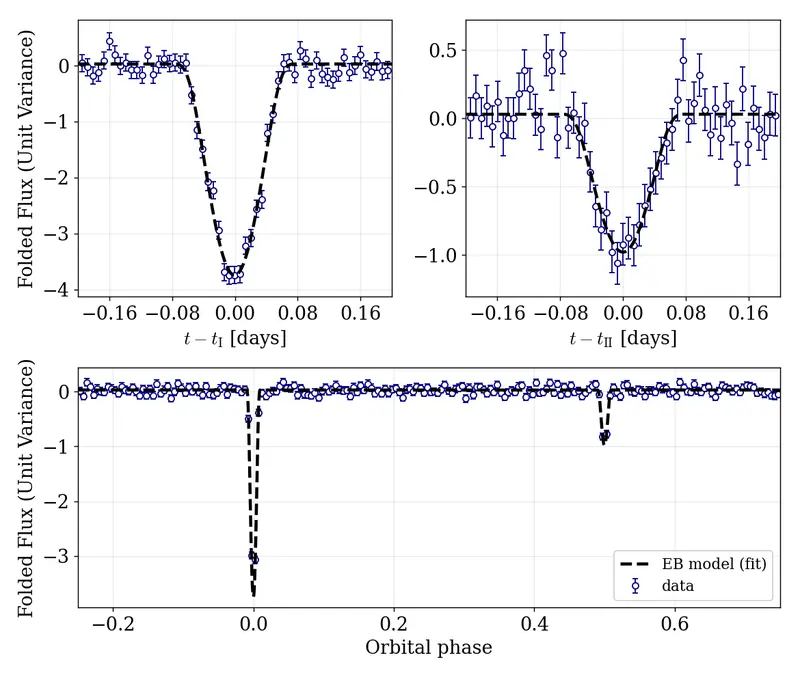 Folded Flux (Unit Variance)
0
−1
−2
−3
−4
−0.16 −0.08 0.00 0.08 0.16
t − tI [days]
0.5
0.0
−0.5
−1.0
−0.16 −0.08 0.00 0.08 0.16
t − tII [days]
Folded Flux (Unit Variance)
0
−1
−2
−3
EB model (fit)
data
−0.2 0.0 0.2 0.4 0.6
Orbital phase